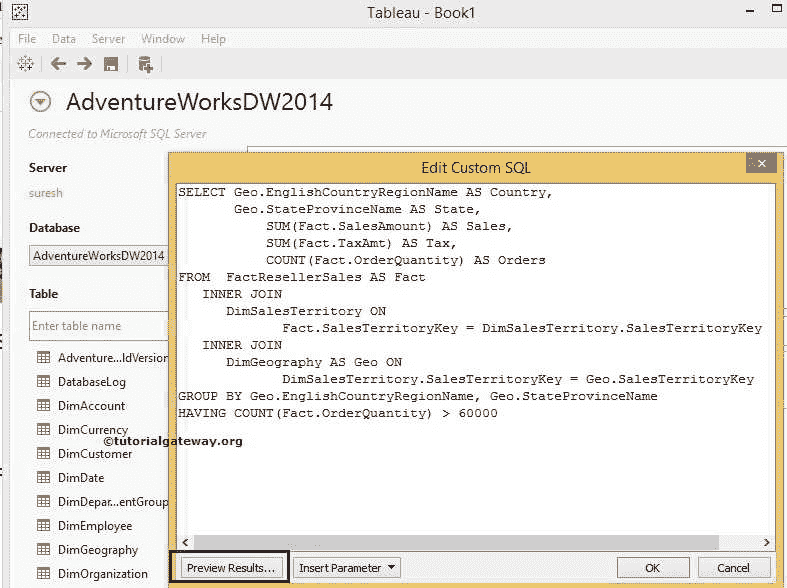 Tableau - Book1
File Data Server Window Help
AdventureWorksDW2014
Connected to Microsoft SQL Server
Server
suresh
Database
AdventureWorksDW2014
Table
Enter table name
Adventure...ldVersion
DatabaseLog
DimAccount
DimCurrency
©tutorialgateway.org
DimCustomer
DimDate
DimDepar...entGroup
DimEmployee
DimGeography
DimOrganization
Edit Custom SQL
SELECT Geo.EnglishCountryRegionName AS Country,
Geo.StateProvinceName AS State,
SUM(Fact.SalesAmount) AS Sales,
SUM(Fact.TaxAmt) AS Tax,
COUNT(Fact.OrderQuantity) AS Orders
FROM FactResellerSales AS Fact
INNER JOIN
DimSalesTerritory ON
Fact.SalesTerritoryKey = DimSalesTerritory.SalesTerritoryKey
INNER JOIN
DimGeography AS Geo ON
DimSalesTerritory.SalesTerritoryKey = Geo.SalesTerritoryKey
GROUP BY Geo.EnglishCountryRegionName, Geo.StateProvinceName
HAVING COUNT(Fact.OrderQuantity) > 60000
Preview Results... Insert Parameter OK Cancel